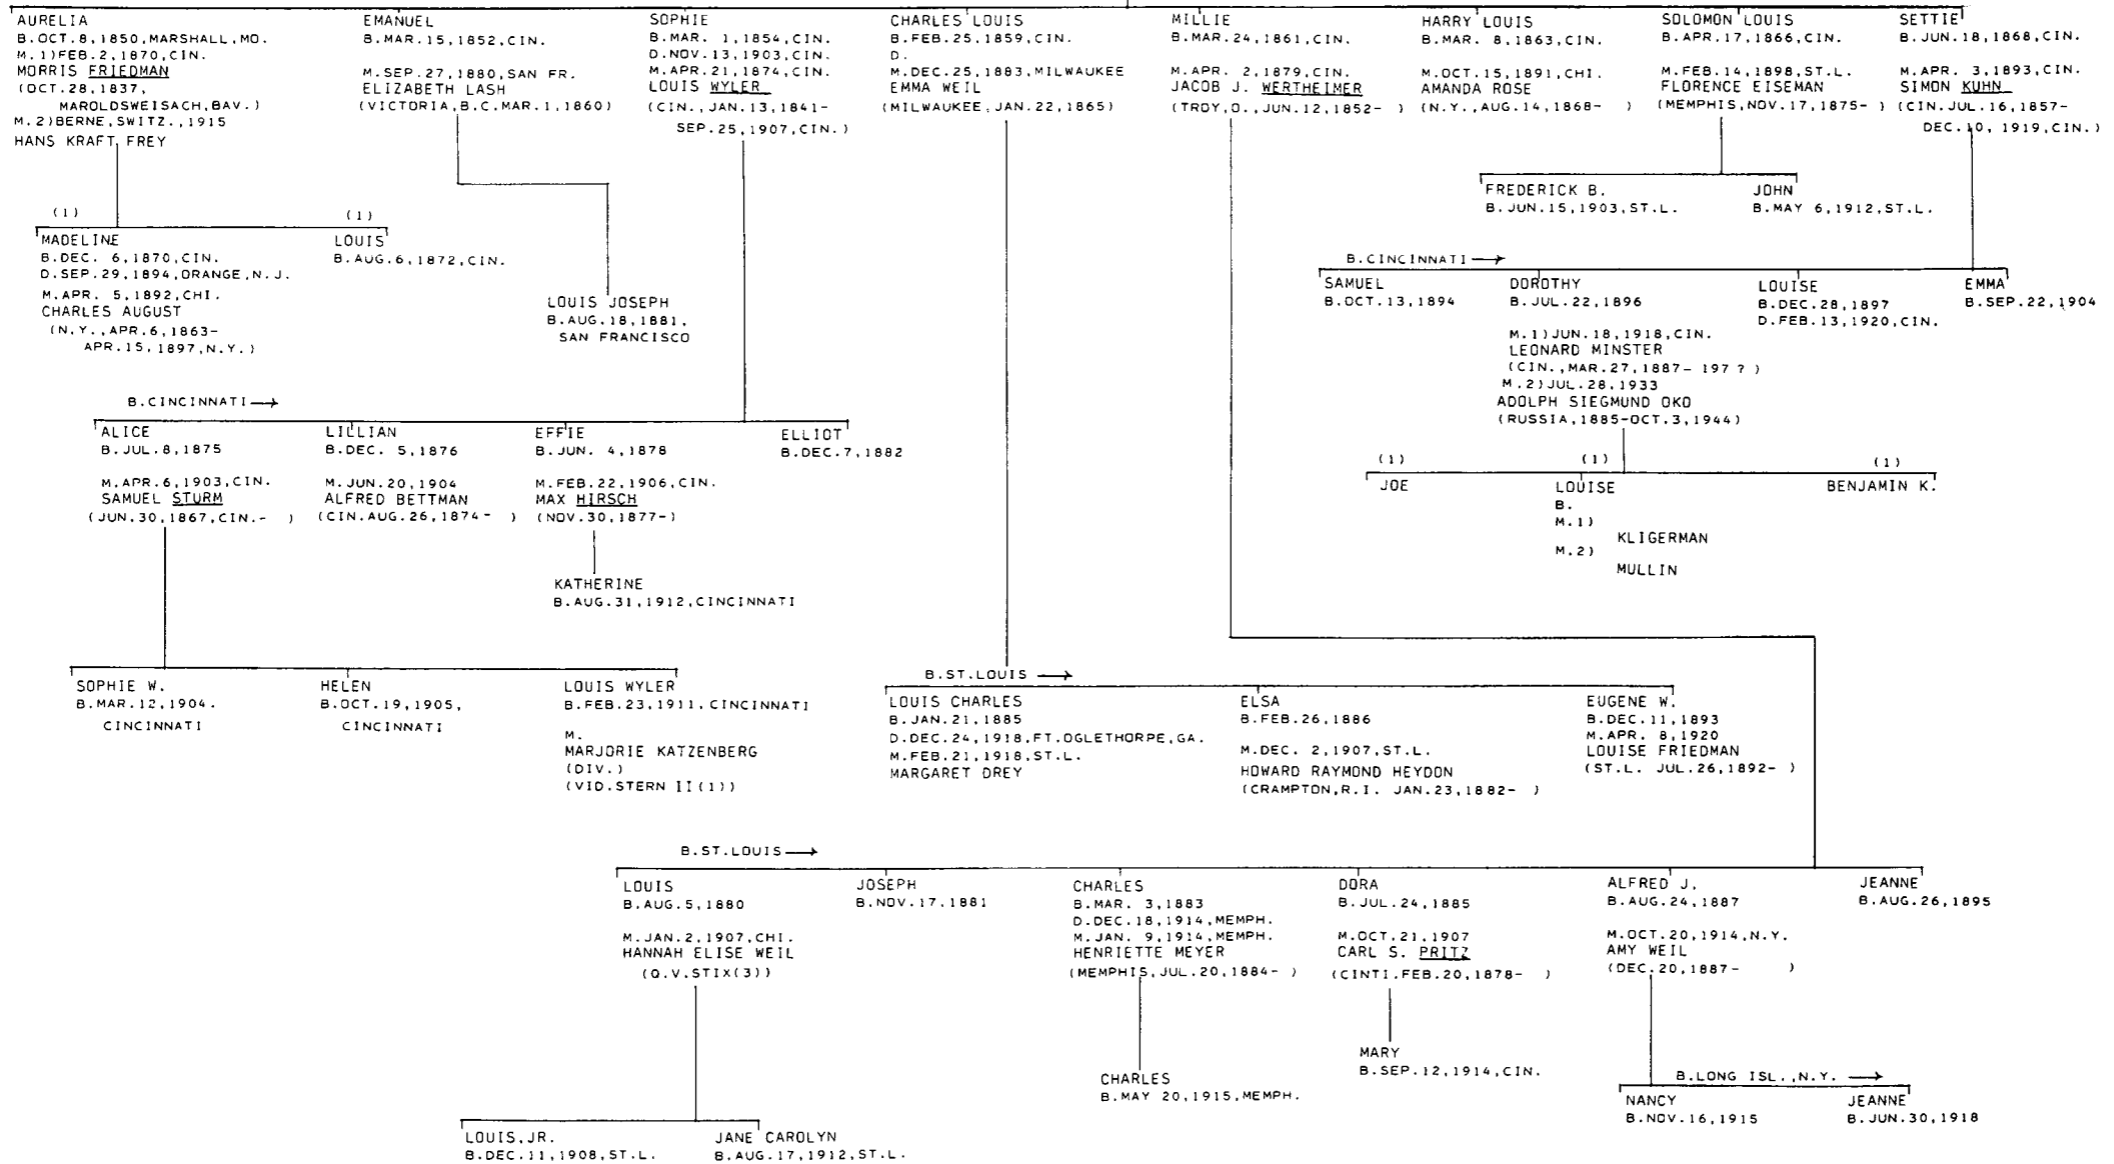 AURELIA
B.OCT.8,1850,MARSHALL,MO.
M.1)FEB.2,1870,CIN.
MORRIS FRIEDMAN
(OCT.28,1837,
MAROLDSWEISACH,BAV.)
M.2)BERNE,SWITZ.,1915
HANS KRAFT FREY
EMANUEL
B.MAR.15,1852,CIN.
M.SEP.27,1880,SAN FR.
ELIZABETH LASH
(VICTORIA,B.C.MAR.1,1860)
SOPHIE
B.MAR. 1,1854,CIN.
D.NOV.13,1903,CIN.
M.APR.21,1874,CIN.
LOUIS WYLER
(CIN.,JAN.13,1841-
SEP.25,1907,CIN.)
CHARLES LOUIS
B.FEB.25,1859,CIN.
D.
M.DEC.25,1883,MILWAUKEE
EMMA WEIL
(MILWAUKEE,JAN.22,1865)
MILLIE
B.MAR.24,1861,CIN.
M.APR. 2,1879,CIN.
JACOB J. WERTHEIMER
(TROY,O.,JUN.12,1852- )
HARRY LOUIS
B.MAR. 8,1863,CIN.
M.OCT.15,1891,CHI.
AMANDA ROSE
(N.Y.,AUG.14,1868- )
SOLOMON LOUIS
B.APR.17,1866,CIN.
M.FEB.14,1898,ST.L.
FLORENCE EISEMAN
(MEMPHIS,NOV.17,1875- )
SETTIE
B.JUN.18,1868,CIN.
M.APR. 3,1893,CIN.
SIMON KUHN
(CIN.JUL.16,1857-
DEC.10, 1919,CIN.)
FREDERICK B.
B.JUN.15,1903,ST.L.
JOHN
B.MAY 6,1912,ST.L.
(1)
MADELINE
B.DEC. 6,1870,CIN.
D.SEP.29,1894,ORANGE,N.J.
M.APR. 5,1892,CHI.
CHARLES AUGUST
(N.Y.,APR.6,1863-
APR.15,1897,N.Y.)
(1)
LOUIS
B.AUG.6,1872,CIN.
LOUIS JOSEPH
B.AUG.18,1881,
SAN FRANCISCO
B.CINCINNATI →
SAMUEL
B.OCT.13,1894
DOROTHY
B.JUL.22,1896
M.1)JUN.18,1918,CIN.
LEONARD MINSTER
(CIN.,MAR.27,1887- 197?)
M.2)JUL.28,1933
ADOLPH SIEGMUND OKO
(RUSSIA,1885-OCT.3,1944)
LOUISE
B.DEC.28,1897
D.FEB.13,1920,CIN.
EMMA
B.SEP.22,1904
B.CINCINNATI →
ALICE
B.JUL.8,1875
M.APR.6,1903,CIN.
SAMUEL STURM
(JUN.30,1867,CIN.- )
LILLIAN
B.DEC. 5,1876
M.JUN.20,1904
ALFRED BETTMAN
(CIN.AUG.26,1874- )
EFFIE
B.JUN. 4,1878
M.FEB.22,1906,CIN.
MAX HIRSCH
(NOV.30,1877-)
ELLIOT
B.DEC.7,1882
(1)
JOE
(1)
LOUISE
B.
M.1)
KLIGERMAN
M.2)
MULLIN
(1)
BENJAMIN K.
KATHERINE
B.AUG.31,1912,CINCINNATI
SOPHIE W.
B.MAR.12,1904.
CINCINNATI
HELEN
B.OCT.19,1905,
CINCINNATI
LOUIS WYLER
B.FEB.23,1911,CINCINNATI
M.
MARJORIE KATZENBERG
(DIV.)
(VID.STERN II(1))
B.ST.LOUIS →
LOUIS CHARLES
B.JAN.21,1885
D.DEC.24,1918,FT.OGLETHORPE,GA.
M.FEB.21,1918,ST.L.
MARGARET DREY
ELSA
B.FEB.26,1886
M.DEC. 2,1907,ST.L.
HOWARD RAYMOND HEYDON
(CRAMPTON,R.I. JAN.23,1882- )
EUGENE W.
B.DEC.11,1893
M.APR. 8,1920
LOUISE FRIEDMAN
(ST.L. JUL.26,1892- )
B.ST.LOUIS →
LOUIS
B.AUG.5,1880
M.JAN.2,1907,CHI.
HANNAH ELISE WEIL
(Q.V.STIX(3))
JOSEPH
B.NOV.17,1881
CHARLES
B.MAR. 3,1883
D.DEC.18,1914,MEMPH.
M.JAN. 9,1914,MEMPH.
HENRIETTE MEYER
(MEMPHIS,JUL.20,1884- )
DORA
B.JUL.24,1885
M.OCT.21,1907
CARL S. PRITZ
(CINTI.FEB.20,1878- )
ALFRED J.
B.AUG.24,1887
M.OCT.20,1914,N.Y.
AMY WEIL
(DEC.20,1887- )
JEANNE
B.AUG.26,1895
CHARLES
B.MAY 20,1915,MEMPH.
MARY
B.SEP.12,1914,CIN.
B.LONG ISL.,N.Y. →
NANCY
B.NOV.16,1915
JEANNE
B.JUN.30,1918
LOUIS,JR.
B.DEC.11,1908,ST.L.
JANE CAROLYN
B.AUG.17,1912,ST.L.